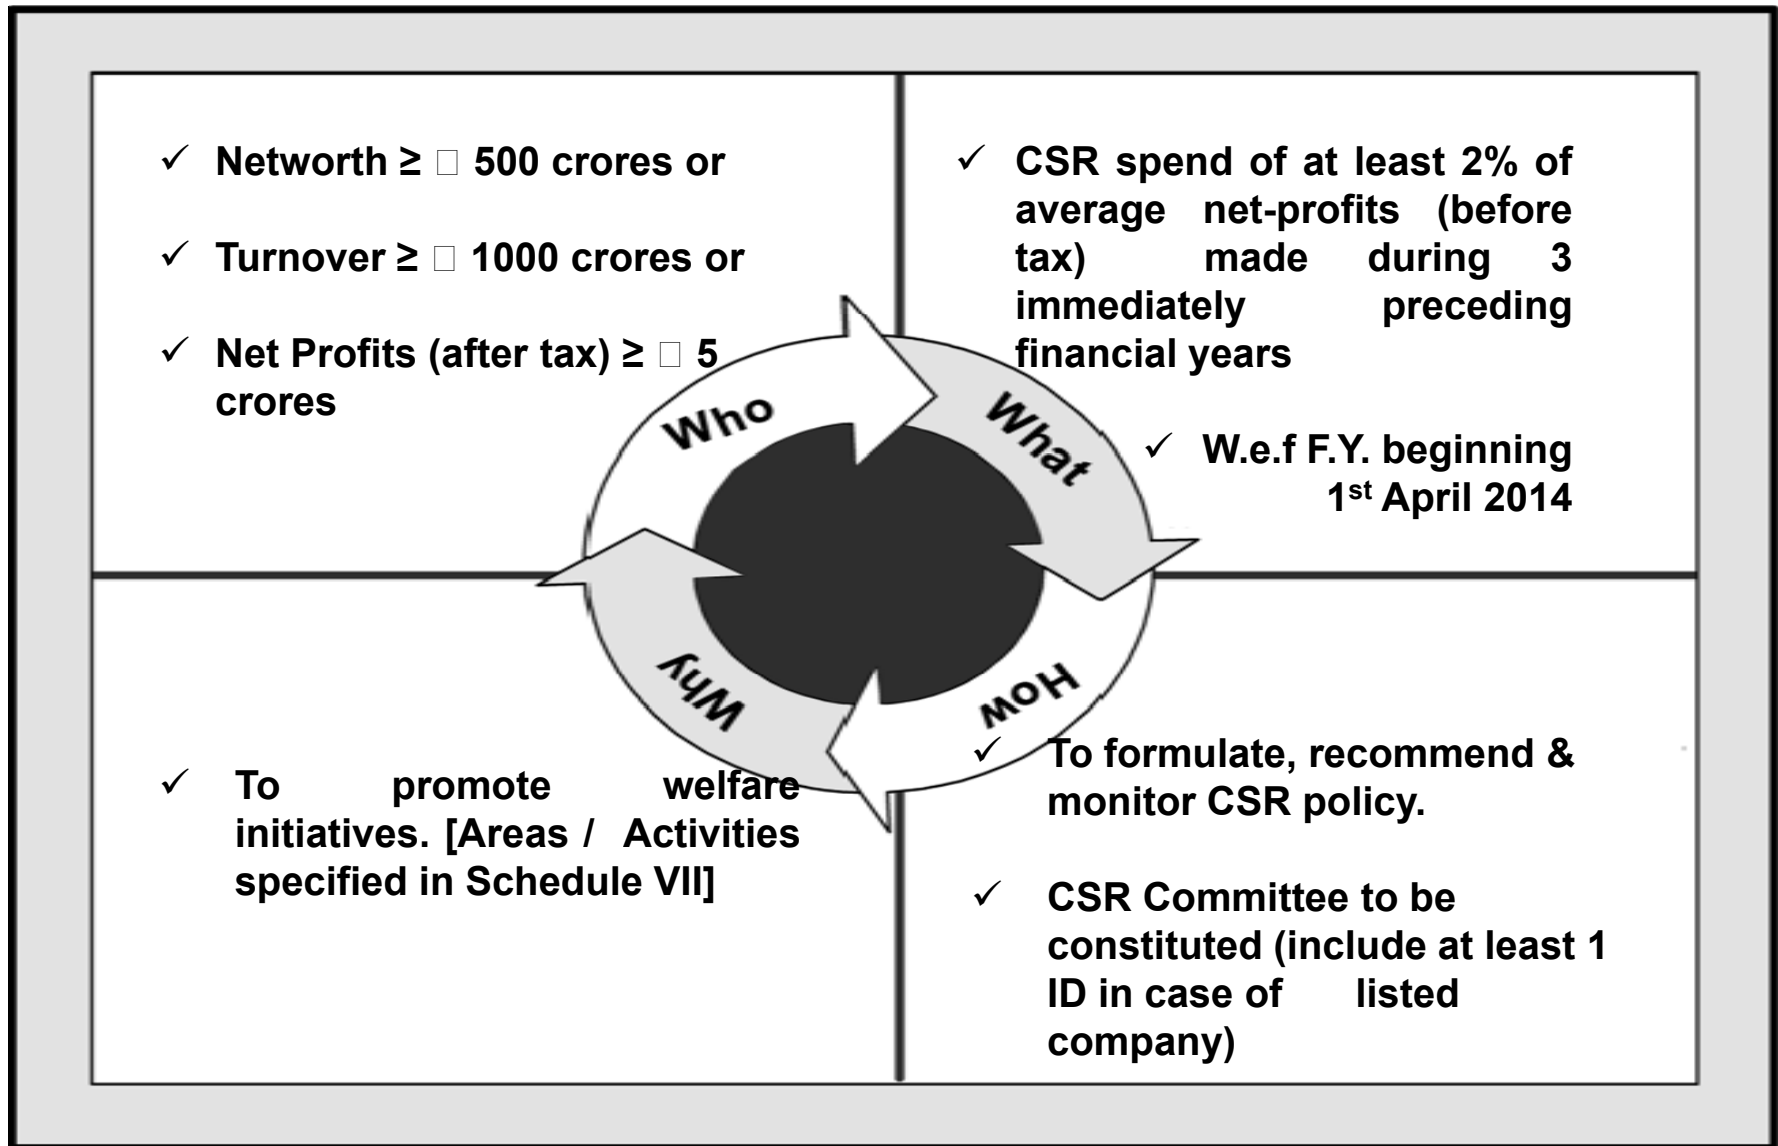 ✓ Networth ≥ □ 500 crores or
✓ Turnover ≥ □ 1000 crores or
✓ Net Profits (after tax) ≥ □ 5
crores
✓ CSR spend of at least 2% of
average net-profits (before
tax) made during 3
immediately preceding
financial years
✓ W.e.f F.Y. beginning
1st April 2014
Who
What
How
Why
✓ To promote welfare
initiatives. [Areas / Activities
specified in Schedule VII]
✓ To formulate, recommend &
monitor CSR policy.
✓ CSR Committee to be
constituted (include at least 1
ID in case of listed
company)